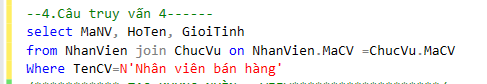 --4.Câu truy vấn 4------
select MaNV, HoTen, GioiTinh
from NhanVien join ChucVu on NhanVien.MaCV =ChucVu.MaCV
Where TenCV=N'Nhân viên bán hàng'